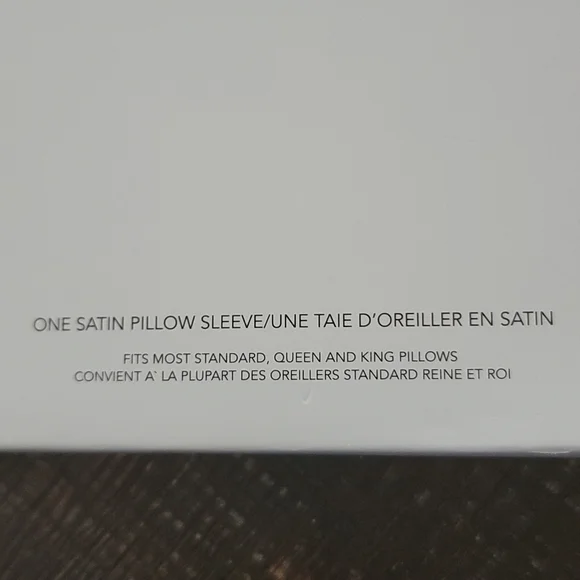 ONE SATIN PILLOW SLEEVE/UNE TAIE D'OREILLER EN SATIN
FITS MOST STANDARD, QUEEN AND KING PILLOWS
CONVIENT A` LA PLUPART DES OREILLERS STANDARD REINE ET ROI